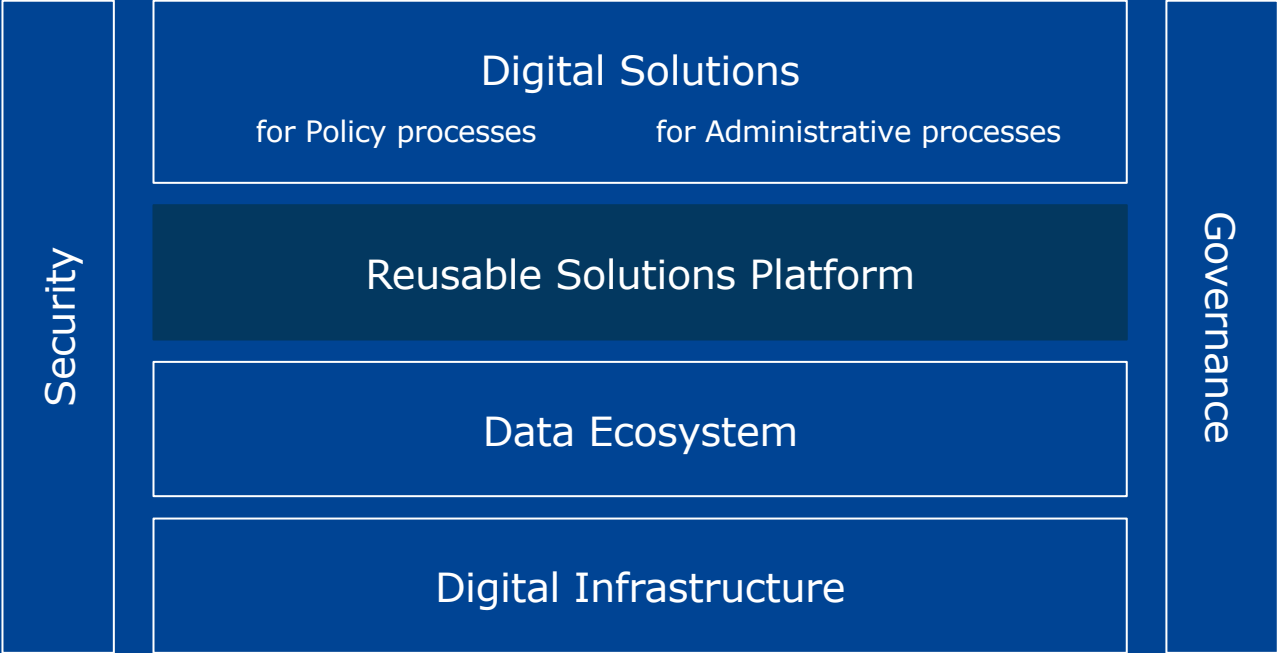 Digital Solutions
for Policy processes for Administrative processes
Security
Reusable Solutions Platform
Governance
Data Ecosystem
Digital Infrastructure